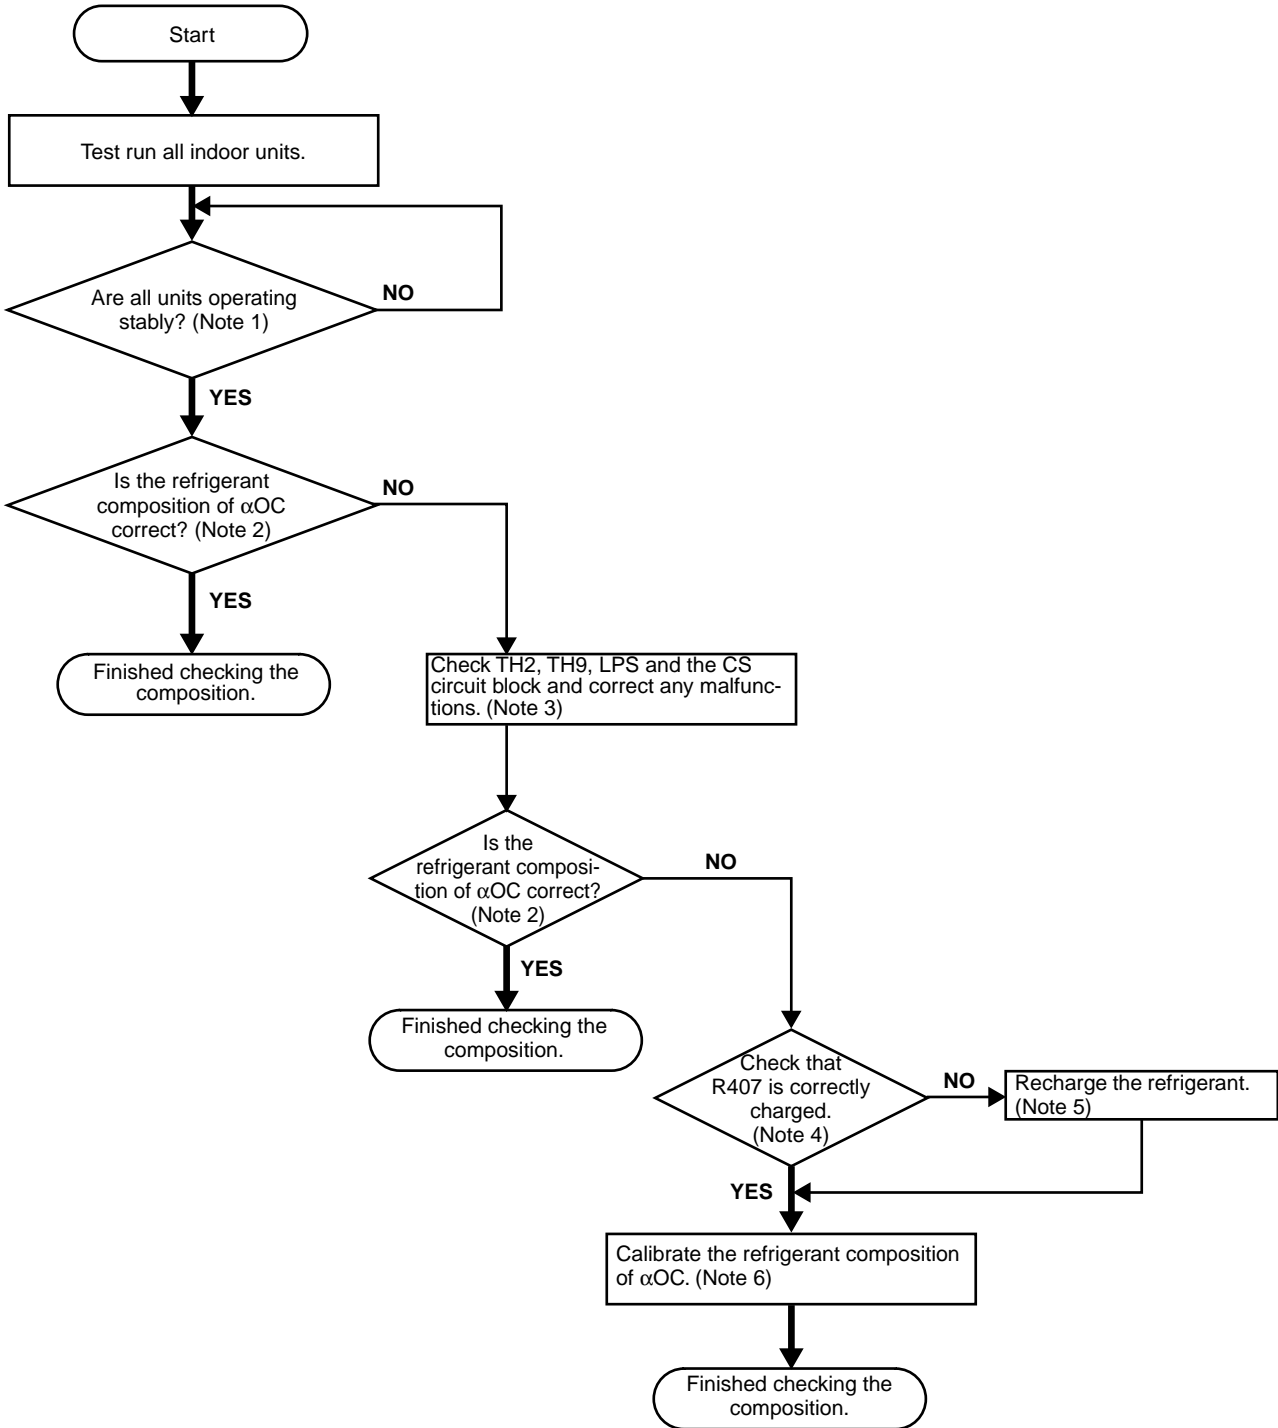 Start
Test run all indoor units.
Are all units operating
stably? (Note 1)
NO
YES
Is the refrigerant
composition of αOC
correct? (Note 2)
NO
YES
Finished checking the
composition.
Check TH2, TH9, LPS and the CS
circuit block and correct any malfunc-
tions. (Note 3)
Is the
refrigerant composi-
tion of αOC correct?
(Note 2)
NO
YES
Finished checking the
composition.
Check that
R407 is correctly
charged.
(Note 4)
NO
Recharge the refrigerant.
(Note 5)
YES
Calibrate the refrigerant composition
of αOC. (Note 6)
Finished checking the
composition.